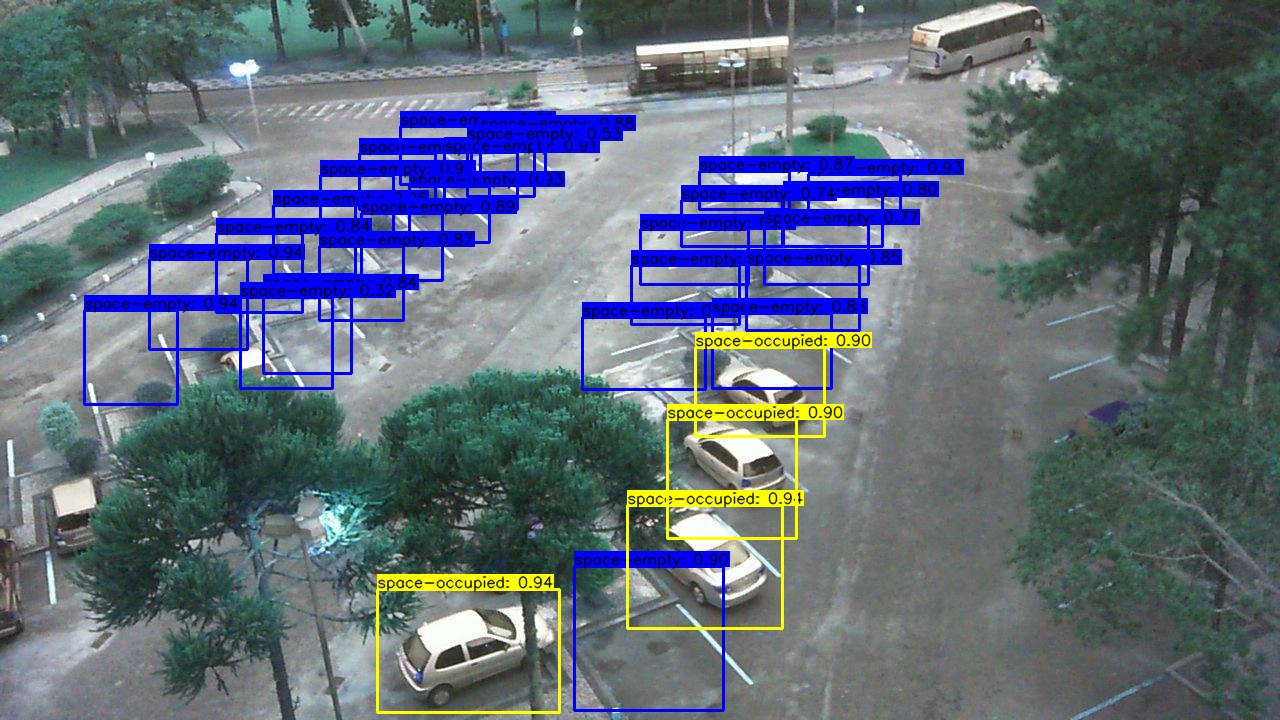 space-empty: 0.88
space-empty: 0.53
space-empty: 0.91
space-empty: 0.87
space-empty: 0.93
space-empty: 0.9
space-empty: 0.93
space-empty: 0.74
space-empty: 0.80
space-empty: 0.89
space-empty: 0.77
space-empty: 0.84
space-empty: 0.87
space-empty: 0.94
space-empty: 0.85
space-empty: 0.84
space-empty: 0.32
space-empty: 0.94
space-empty: 0
space-empty: 0.83
space-occupied: 0.90
space-occupied: 0.90
space-occupied: 0.94
space-empty: 0.90
space-occupied: 0.94